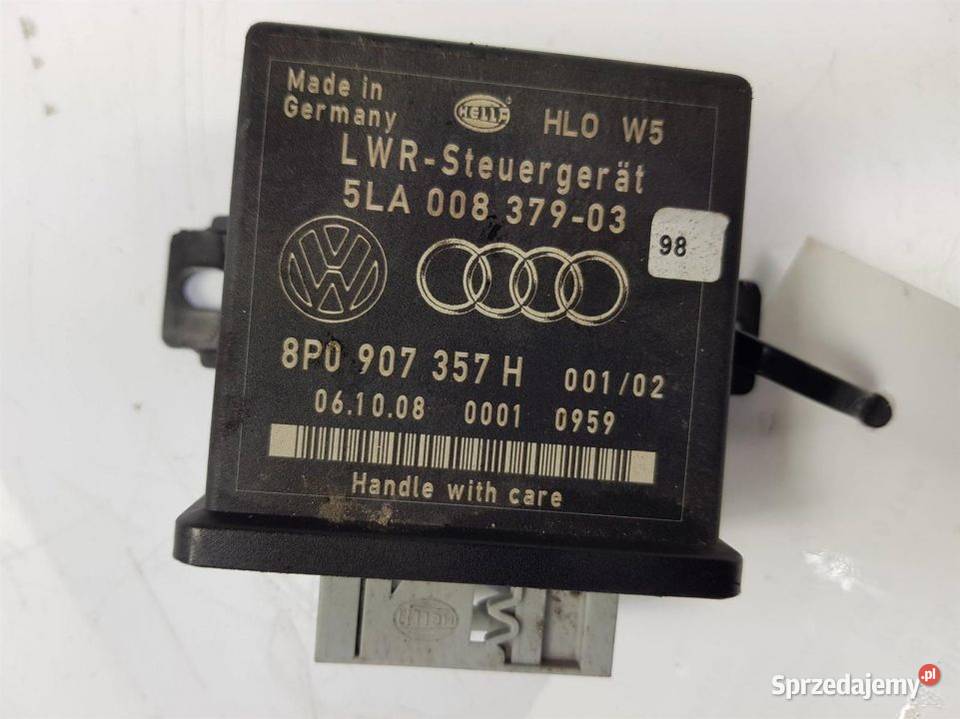 Made in
Germany
HELLA
HLO W5
LWR-Steuergerät
5LA 008 379-03
98
8P0 907 357 H 001/02
06.10.08 0001 0959
Handle with care
HELLA
Sprzedajemy.pl